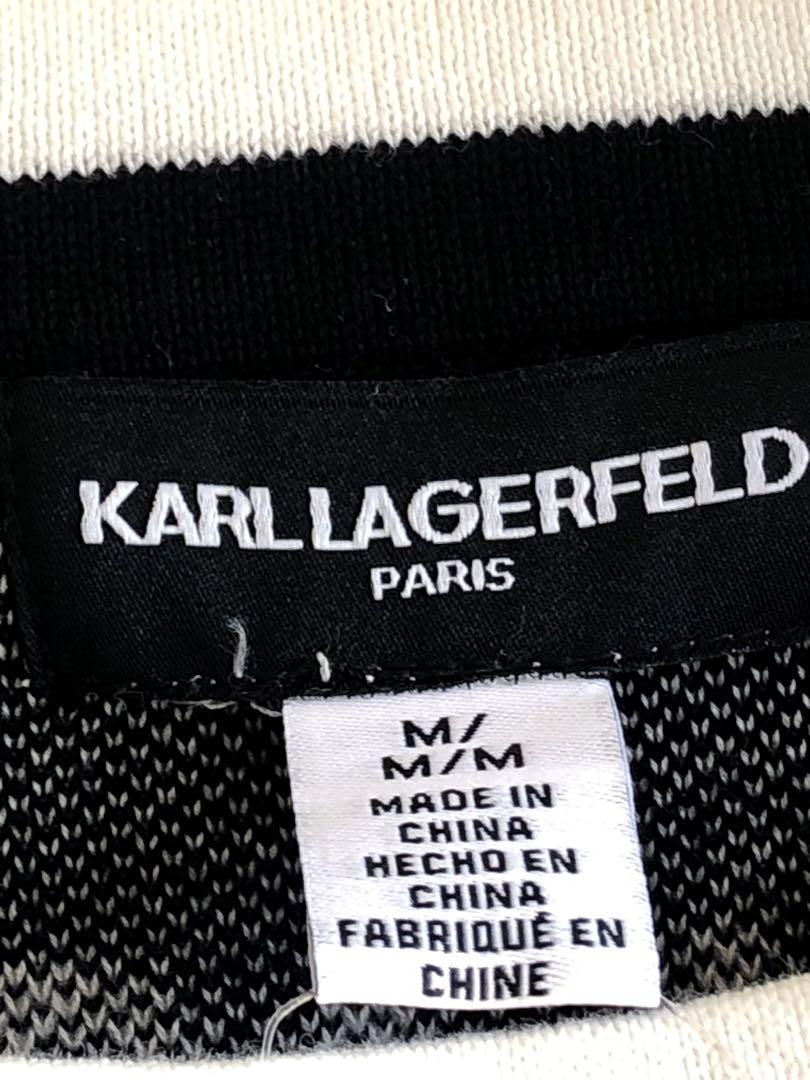 KARL LAGERFELD
PARIS
M/
M/M
MADE IN
CHINA
HECHO EN
CHINA
FABRIQUÉ EN
CHINE